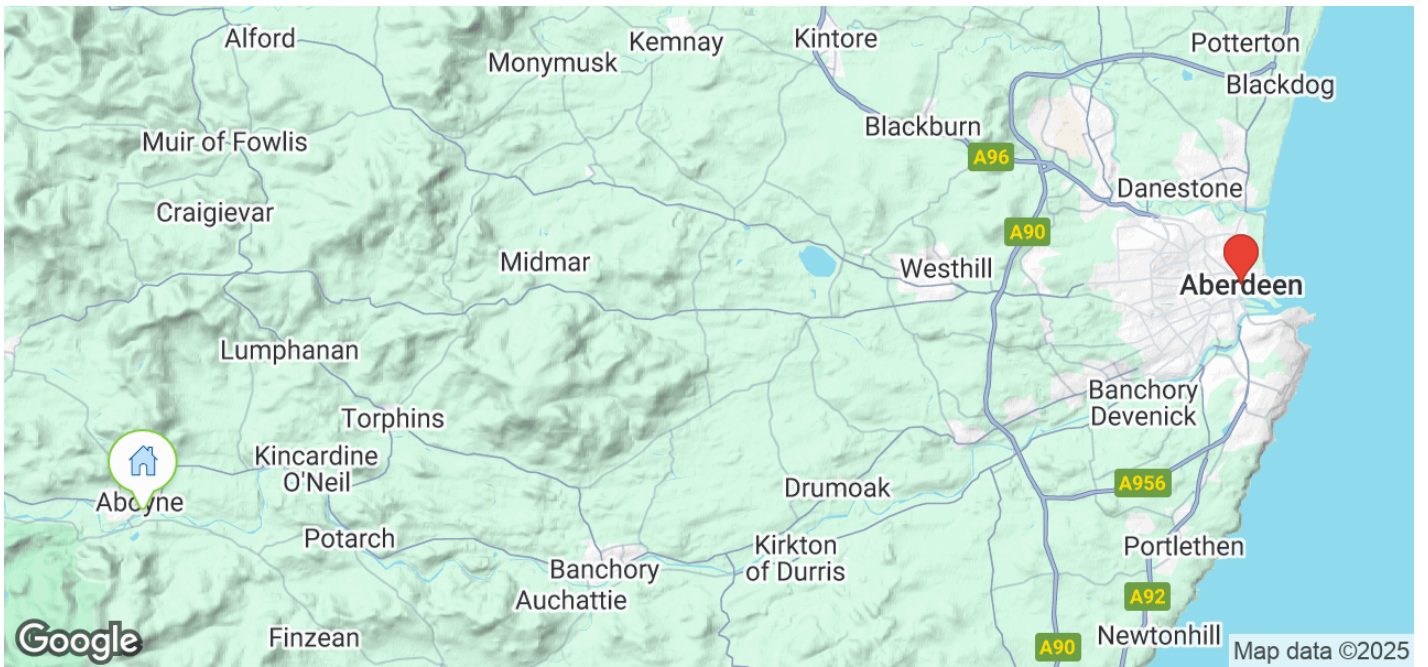 Alford
Kemnay
Kintore
Potterton
Monymusk
Blackdog
Blackburn
Muir of Fowlis
A96
Danestone
Craigievar
A90
Midmar
Westhill
Aberdeen
Lumphanan
Banchory
Devenick
Torphins
Kincardine
O'Neil
Aboyne
Drumoak
A956
Potarch
Kirkton
of Durris
Portlethen
Banchory
Auchattie
A92
Finzean
Newtonhill
A90
Google
Map data ©2025